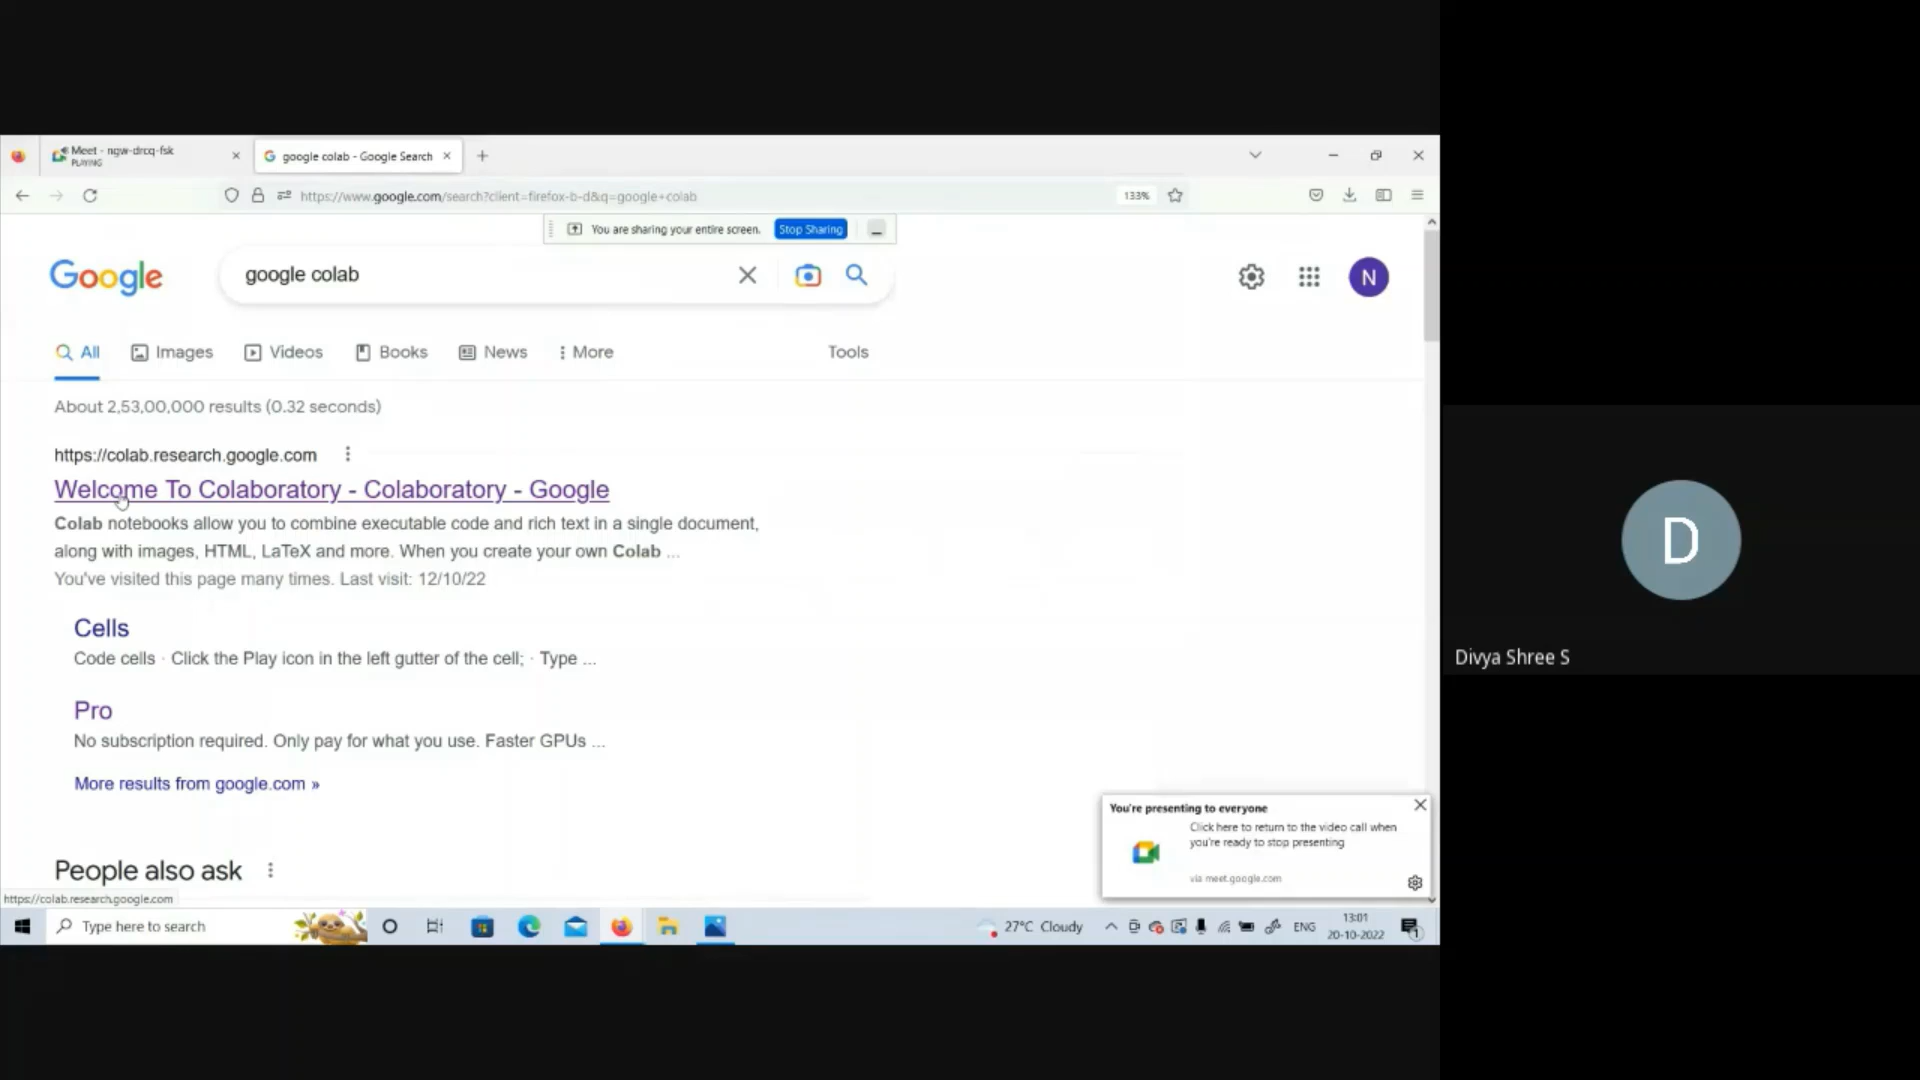 Meet - ngw-drcq-fsk
PLAYING
google colab - Google Search
https://www.google.com/search?client=firefox-b-d&q=google+colab
133%
You are sharing your entire screen.
Stop Sharing
Google
google colab
N
All
Images
Videos
Books
News
More
Tools
About 2,53,00,000 results (0.32 seconds)
https://colab.research.google.com
Welcome To Colaboratory - Colaboratory - Google
Colab notebooks allow you to combine executable code and rich text in a single document,
along with images, HTML, LaTeX and more. When you create your own Colab ...
You've visited this page many times. Last visit: 12/10/22
Cells
Code cells · Click the Play icon in the left gutter of the cell; · Type ...
Pro
No subscription required. Only pay for what you use. Faster GPUs ...
More results from google.com »
People also ask
https://colab.research.google.com
You're presenting to everyone
Click here to return to the video call when
you're ready to stop presenting
via meet.google.com
Type here to search
27°C Cloudy
ENG
13:01
20-10-2022
1
D
Divya Shree S